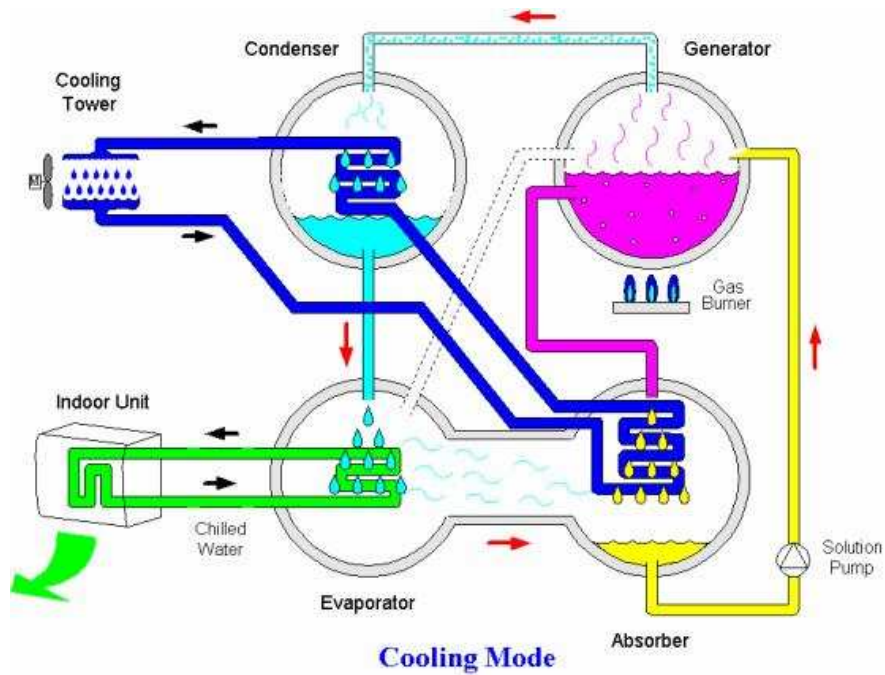 Condenser
Generator
Cooling
Tower
M
Gas
Burner
Indoor Unit
Chilled
Water
Solution
Pump
Evaporator
Absorber
Cooling Mode